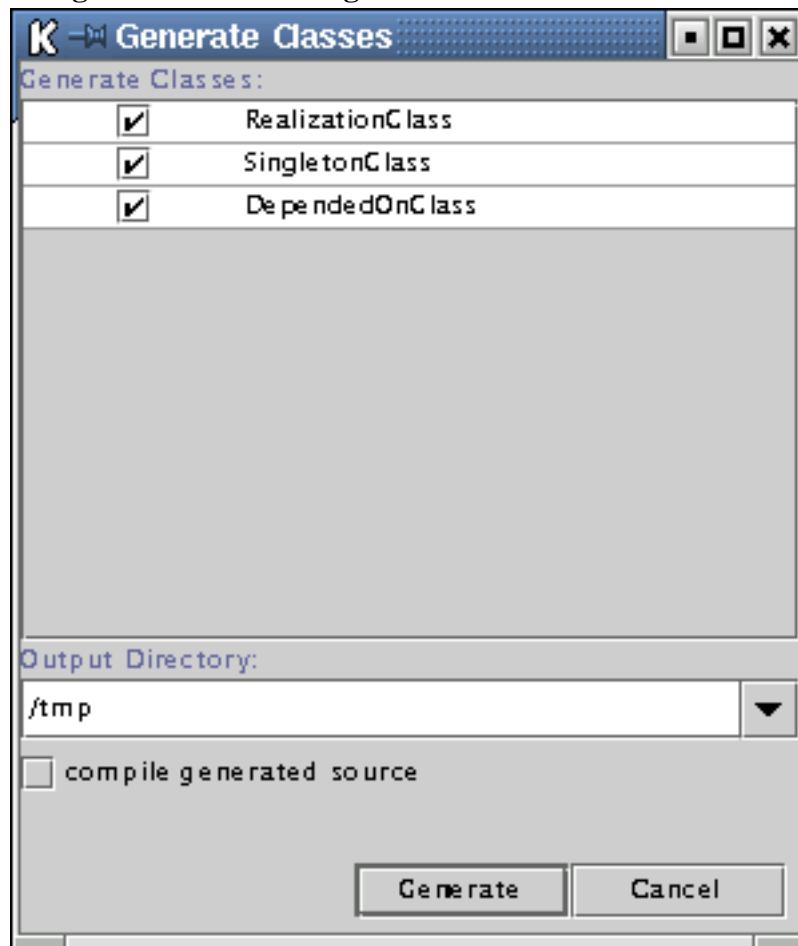 K Generate Classes
Generate Classes:
RealizationClass
SingletonClass
DependedOnClass
Output Directory:
/tmp
compile generated source
Generate Cancel